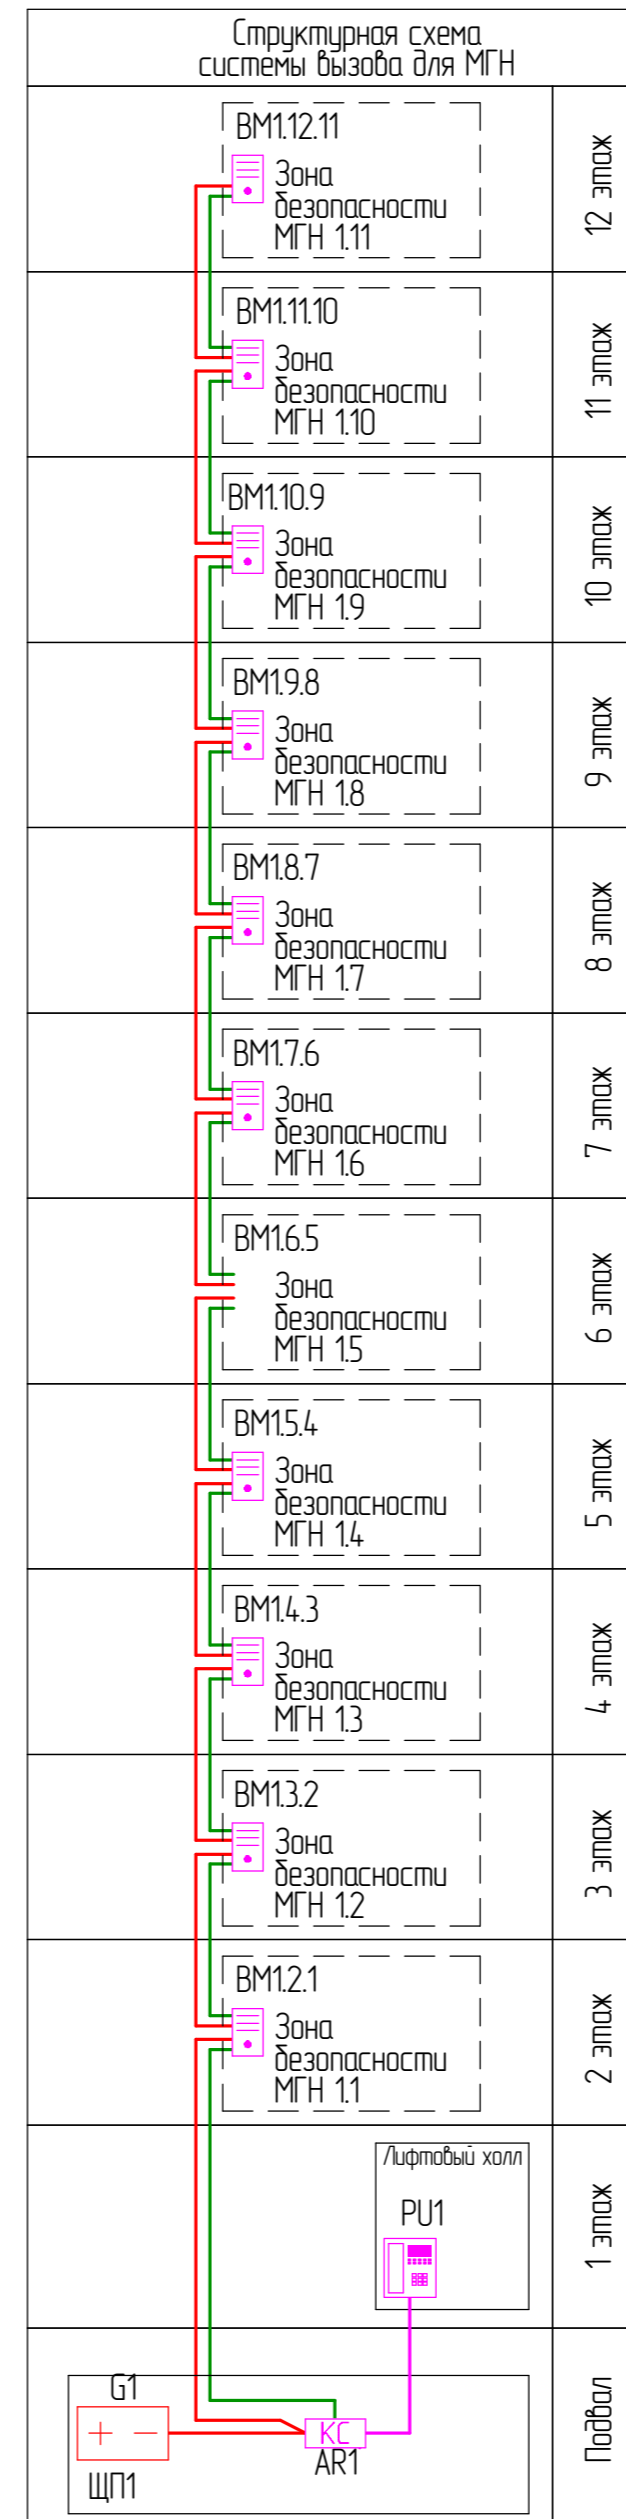 Структурная схема
системы вызова для МГН
ВМ1.12.11
Зона
безопасности
МГН 1.11
12 этаж
ВМ1.11.10
Зона
безопасности
МГН 1.10
11 этаж
ВМ1.10.9
Зона
безопасности
МГН 1.9
10 этаж
ВМ1.9.8
Зона
безопасности
МГН 1.8
9 этаж
ВМ1.8.7
Зона
безопасности
МГН 1.7
8 этаж
ВМ1.7.6
Зона
безопасности
МГН 1.6
7 этаж
ВМ1.6.5
Зона
безопасности
МГН 1.5
6 этаж
ВМ1.5.4
Зона
безопасности
МГН 1.4
5 этаж
ВМ1.4.3
Зона
безопасности
МГН 1.3
4 этаж
ВМ1.3.2
Зона
безопасности
МГН 1.2
3 этаж
ВМ1.2.1
Зона
безопасности
МГН 1.1
2 этаж
Лифтовый холл
PU1
1 этаж
G1
+ −
ЩП1
КС
AR1
Подвал